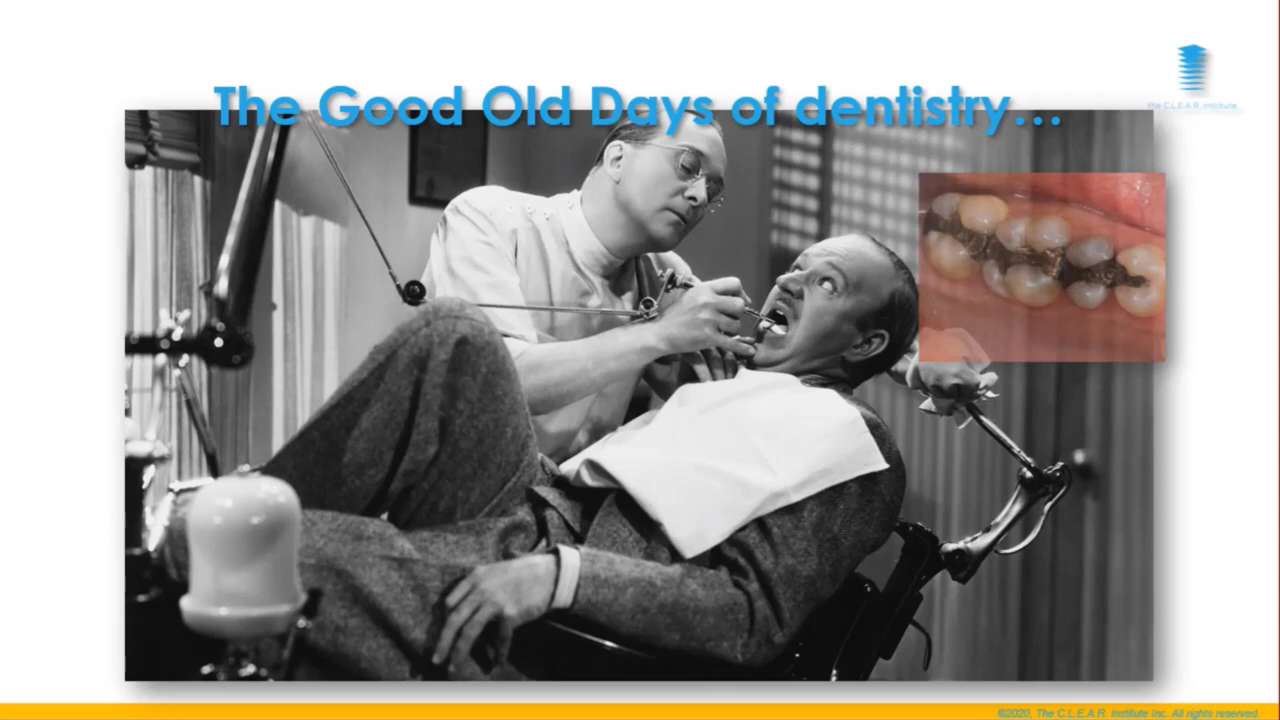 The Good Old Days of dentistry...
the C.L.E.A.R. institute
©2020, The C.L.E.A.R. Institute Inc. All rights reserved